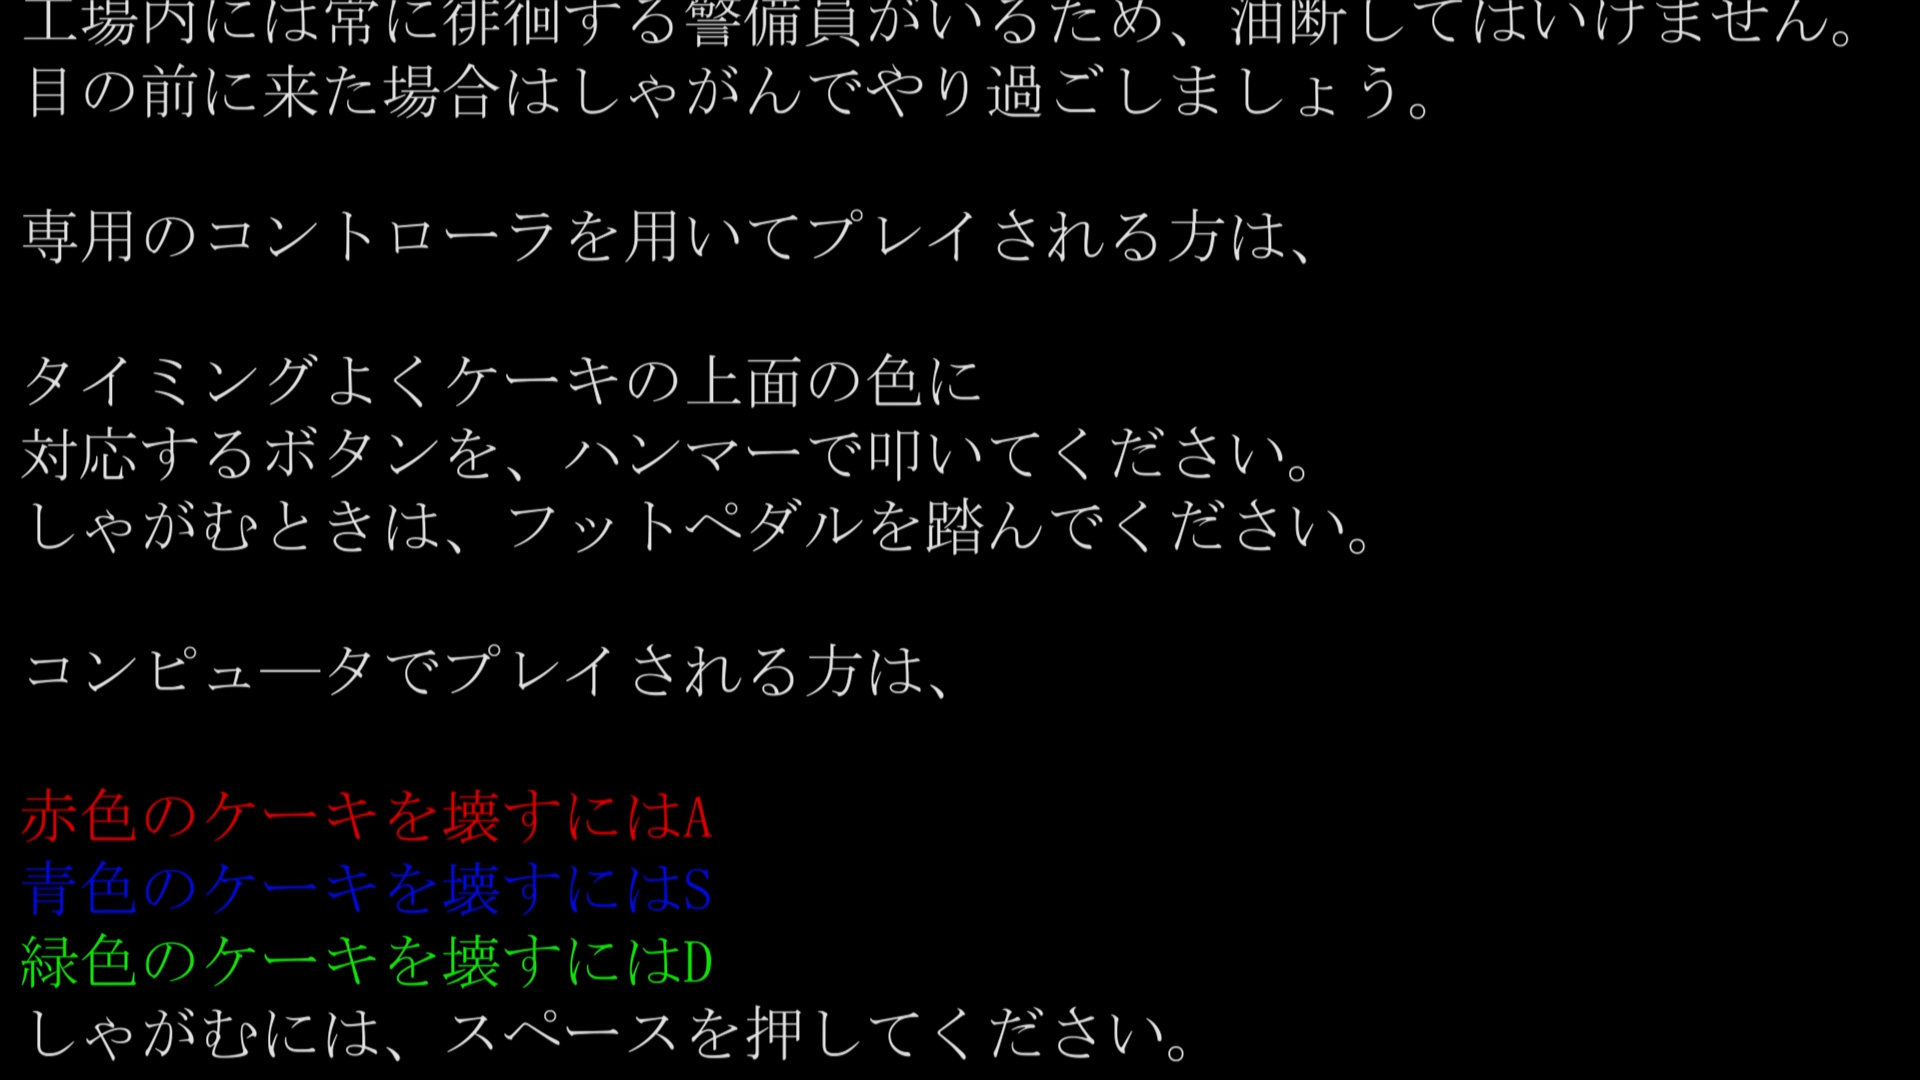 工場内には常に徘徊する警備員がいるため、油断してはいけません。
目の前に来た場合はしゃがんでやり過ごしましょう。
専用のコントローラを用いてプレイされる方は、
タイミングよくケーキの上面の色に
対応するボタンを、ハンマーで叩いてください。
しゃがむときは、フットペダルを踏んでください。
コンピュ―タでプレイされる方は、
赤色のケーキを壊すにはA
青色のケーキを壊すにはS
緑色のケーキを壊すにはD
しゃがむには、スペースを押してください。